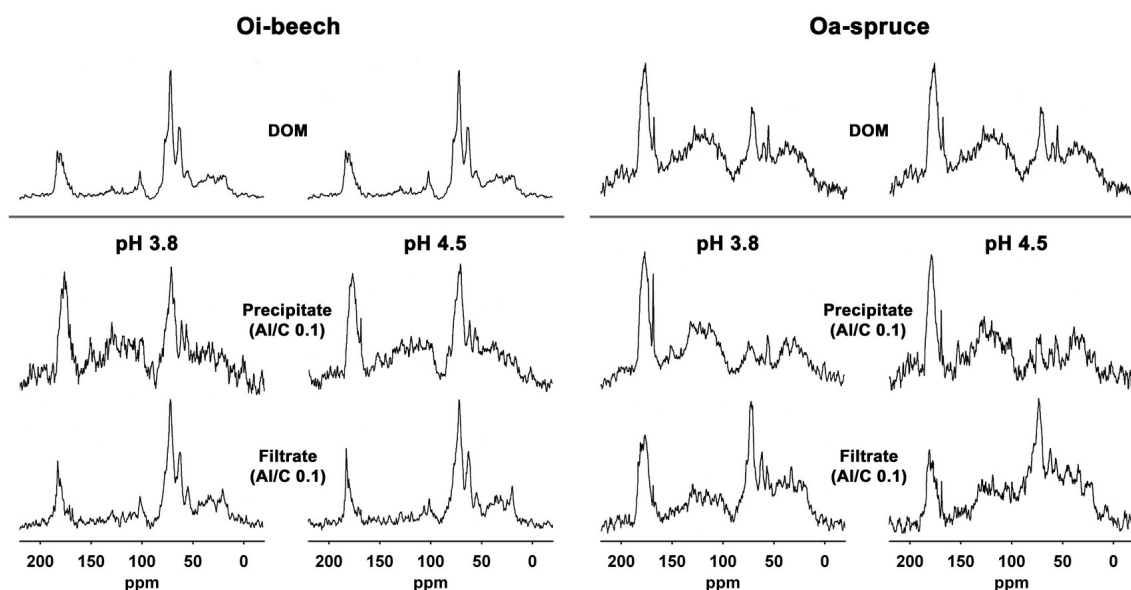 Oi-beech
Oa-spruce
DOM
DOM
pH 3.8
pH 4.5
pH 3.8
pH 4.5
Precipitate
(Al/C 0.1)
Precipitate
(Al/C 0.1)
Filtrate
(Al/C 0.1)
Filtrate
(Al/C 0.1)
200 150 100 50 0
200 150 100 50 0
200 150 100 50 0
200 150 100 50 0
ppm
ppm
ppm
ppm